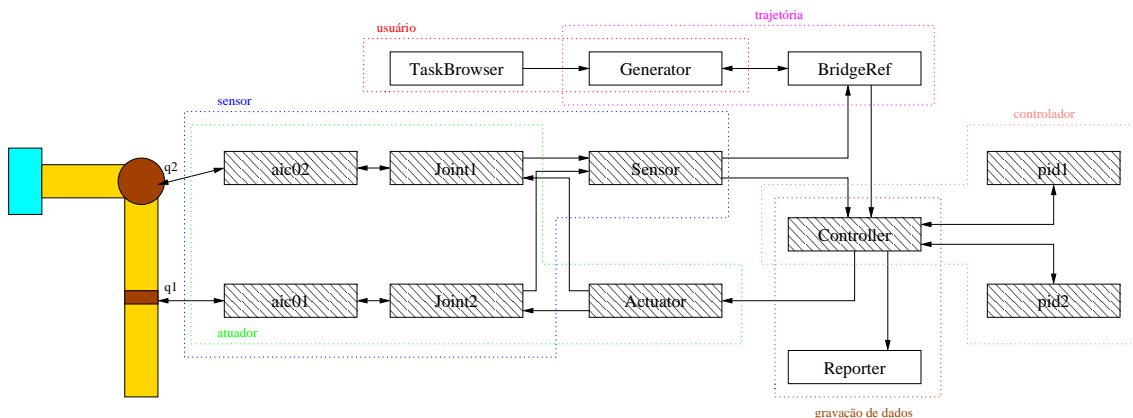 trajetória
usuário
TaskBrowser
Generator
BridgeRef
sensor
controlador
q2
aic02
Joint1
Sensor
pid1
Controller
q1
aic01
Joint2
Actuator
pid2
atuador
Reporter
gravação de dados